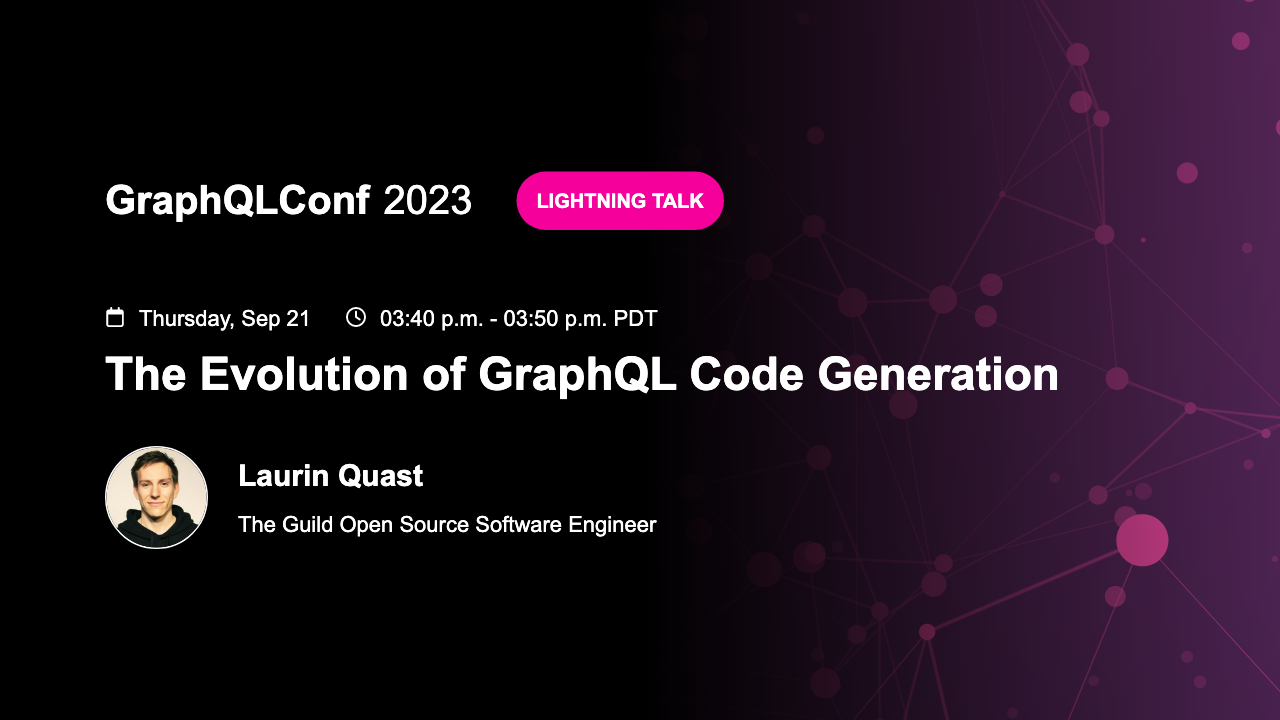 GraphQLConf 2023
LIGHTNING TALK
Thursday, Sep 21
03:40 p.m. - 03:50 p.m. PDT
The Evolution of GraphQL Code Generation
Laurin Quast
The Guild Open Source Software Engineer